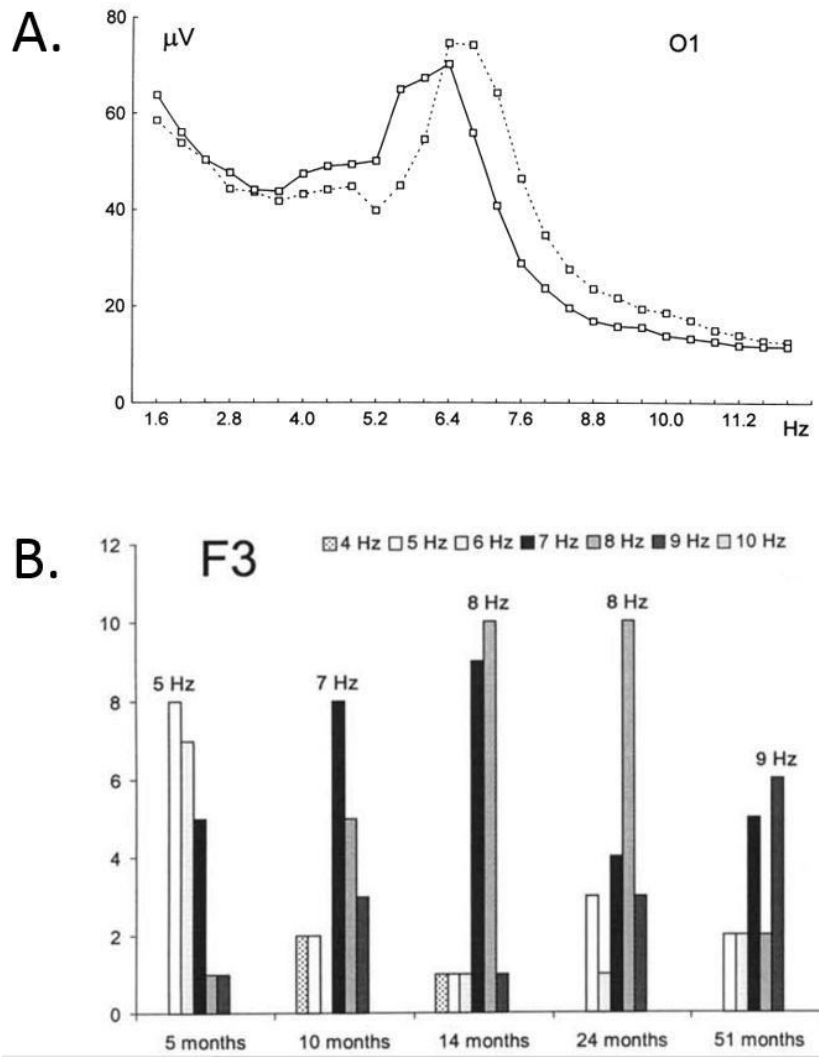 A.
µV
O1
80
60
40
20
0
1.6 2.8 4.0 5.2 6.4 7.6 8.8 10.0 11.2 Hz
B.
F3
4 Hz 5 Hz 6 Hz 7 Hz 8 Hz 9 Hz 10 Hz
12
10
8
6
4
2
0
5 Hz
7 Hz
8 Hz
8 Hz
9 Hz
5 months 10 months 14 months 24 months 51 months